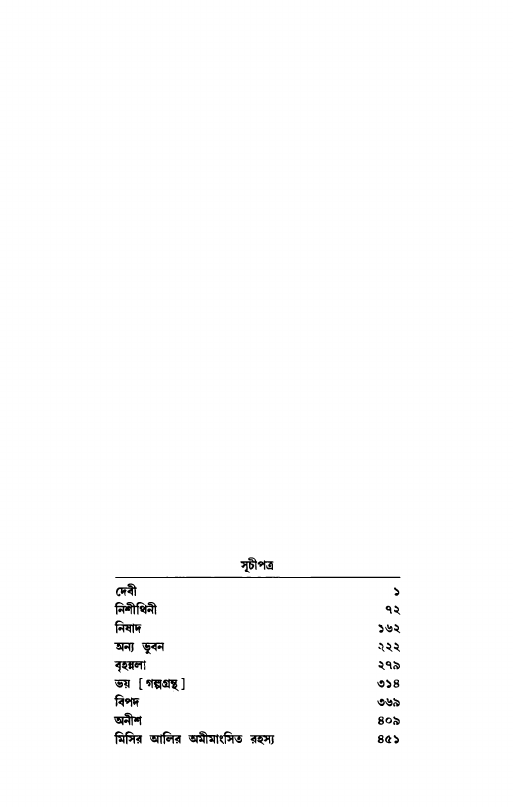 সূচীপত্র
দেবী ১
নিশীথিনী ৭২
নিষাদ ১৬২
অন্য ভুবন ২২২
বৃহন্নলা ২৭৯
ভয় [ গল্পগ্রন্থ ] ৩১৪
বিপদ ৩৬৯
অনীশ ৪০৯
মিসির আলির অমীমাংসিত রহস্য ৪৫১